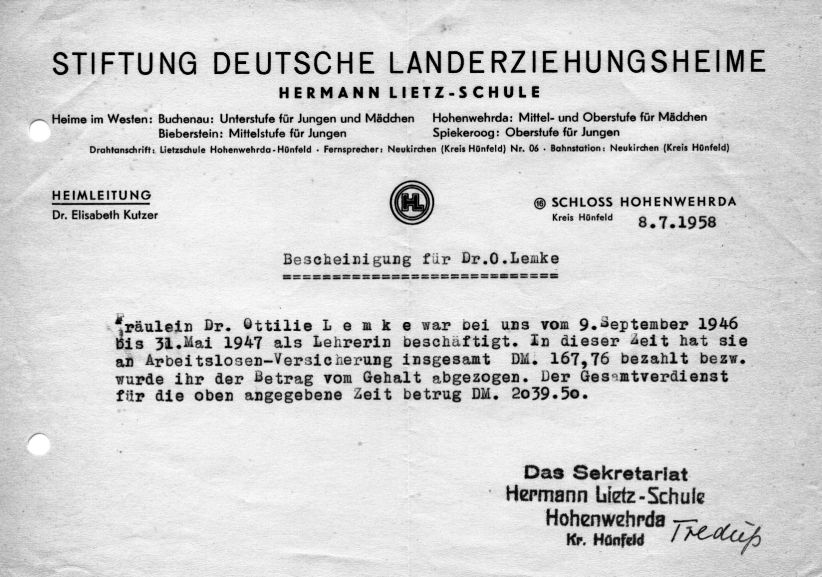 STIFTUNG DEUTSCHE LANDERZIEHUNGSHEIME
HERMANN LIETZ-SCHULE
Heime im Westen: Buchenau: Unterstufe für Jungen und Mädchen Hohenwehrda: Mittel- und Oberstufe für Mädchen
Bieberstein: Mittelstufe für Jungen Spiekeroog: Oberstufe für Jungen
Drahtanschrift: Lietzschule Hohenwehrda-Hünfeld · Fernsprecher: Neukirchen (Kreis Hünfeld) Nr. 06 · Bahnstation: Neukirchen (Kreis Hünfeld)
HEIMLEITUNG
Dr. Elisabeth Kutzer
HL
16 SCHLOSS HOHENWEHRDA
Kreis Hünfeld 8.7.1958
Bescheinigung für Dr.O.Lemke
Fräulein Dr. Ottilie L e m k e war bei uns vom 9.September 1946
bis 31.Mai 1947 als Lehrerin beschäftigt. In dieser Zeit hat sie
an Arbeitslosen-Versicherung insgesamt DM. 167,76 bezahlt bezw.
wurde ihr der Betrag vom Gehalt abgezogen. Der Gesamtverdienst
für die oben angegebene Zeit betrug DM. 2o39.5o.
Das Sekretariat
Hermann Lietz-Schule
Hohenwehrda
Kr. Hünfeld